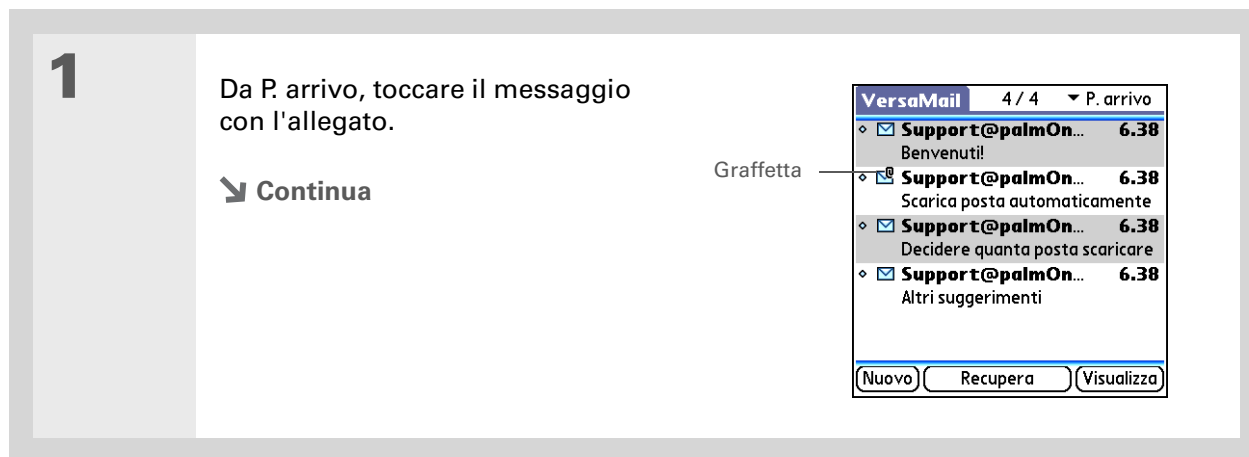 1
Da P. arrivo, toccare il messaggio
con l'allegato.
Continua
Graffetta
VersaMail 4 / 4 P. arrivo
Support@palmOn... 6.38
Benvenuti!
Support@palmOn... 6.38
Scarica posta automaticamente
Support@palmOn... 6.38
Decidere quanta posta scaricare
Support@palmOn... 6.38
Altri suggerimenti
Nuovo Recupera Visualizza